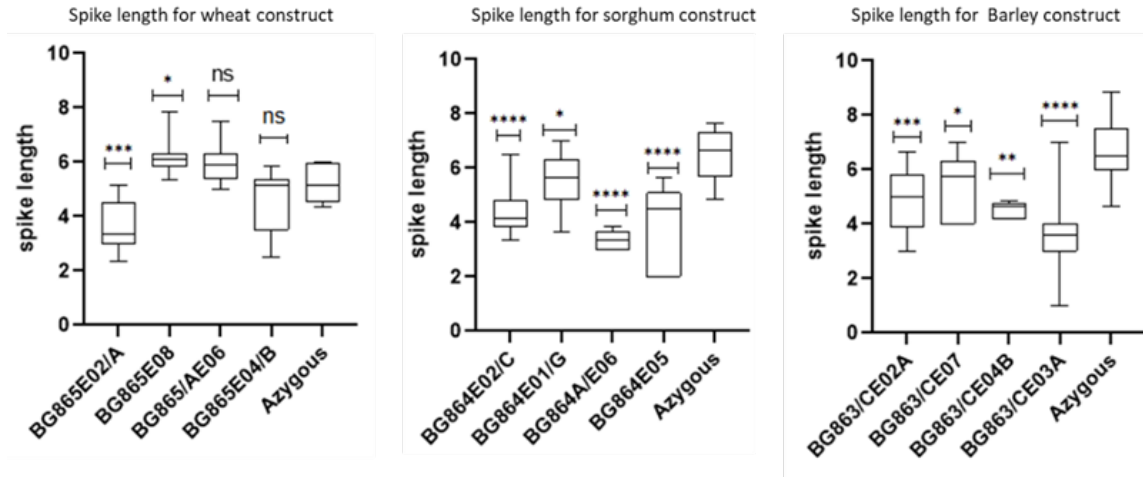 Spike length for wheat construct
spike length
10
8
6
4
2
0
***
*
ns
ns
BG865E02/A
BG865E08
BG865/AE06
BG865E04/B
Azygous
Spike length for sorghum construct
spike length
10
8
6
4
2
0
****
*
****
****
BG864E02/C
BG864E01/G
BG864A/E06
BG864E05
Azygous
Spike length for Barley construct
spike length
10
8
6
4
2
0
***
*
**
****
BG863/CE02A
BG863/CE07
BG863/CE04B
BG863/CE03A
Azygous